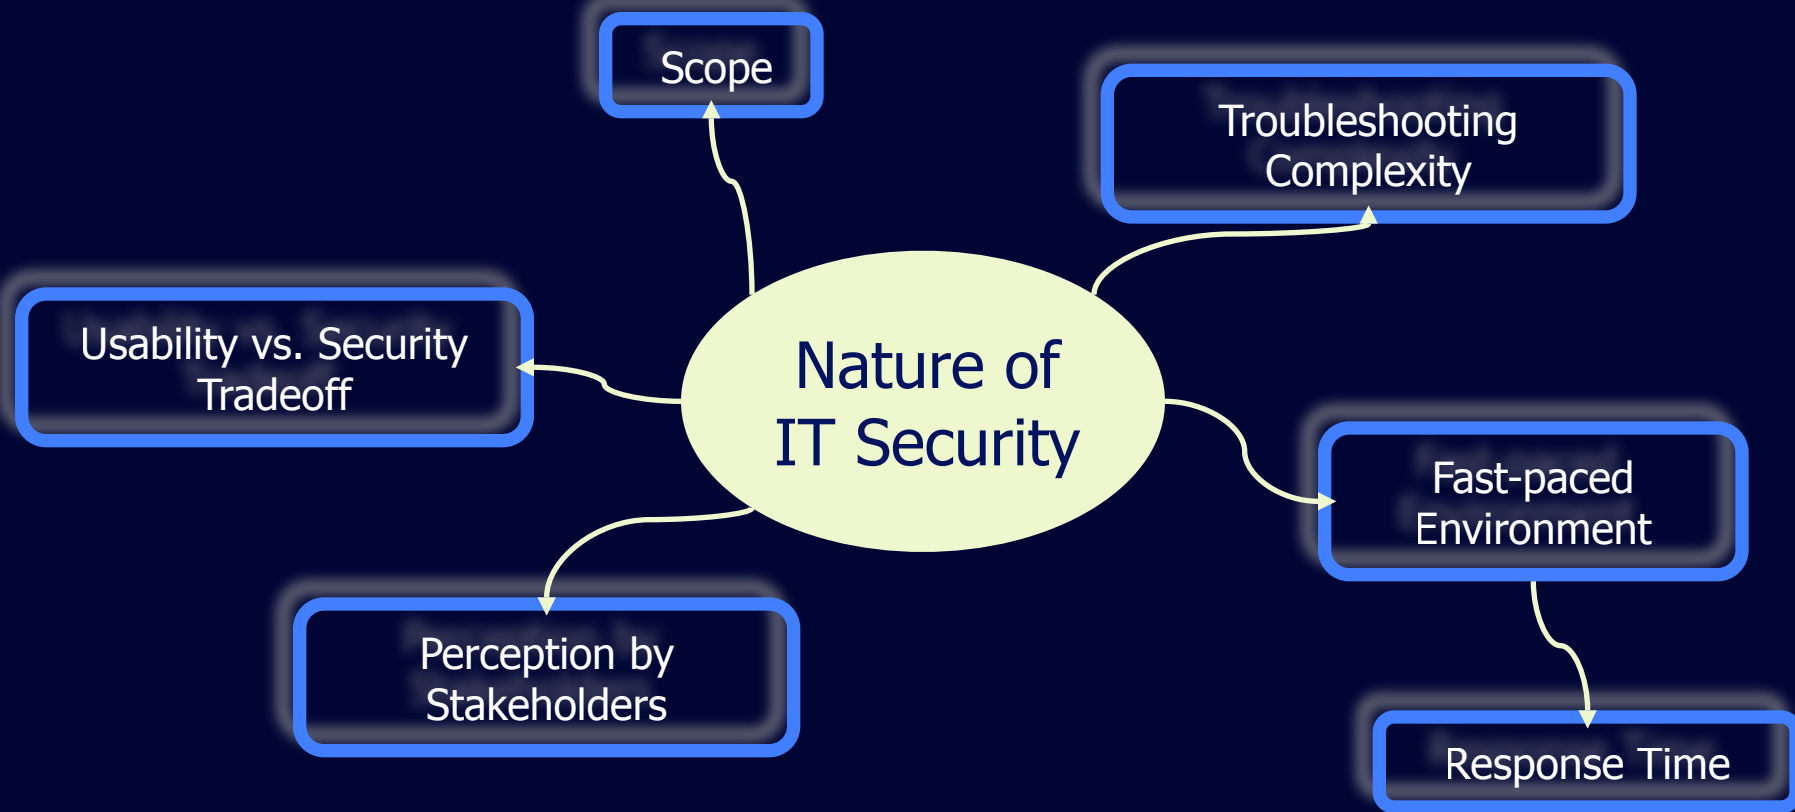 Scope
Troubleshooting
Complexity
Usability vs. Security
Tradeoff
Nature of
IT Security
Fast-paced
Environment
Perception by
Stakeholders
Response Time